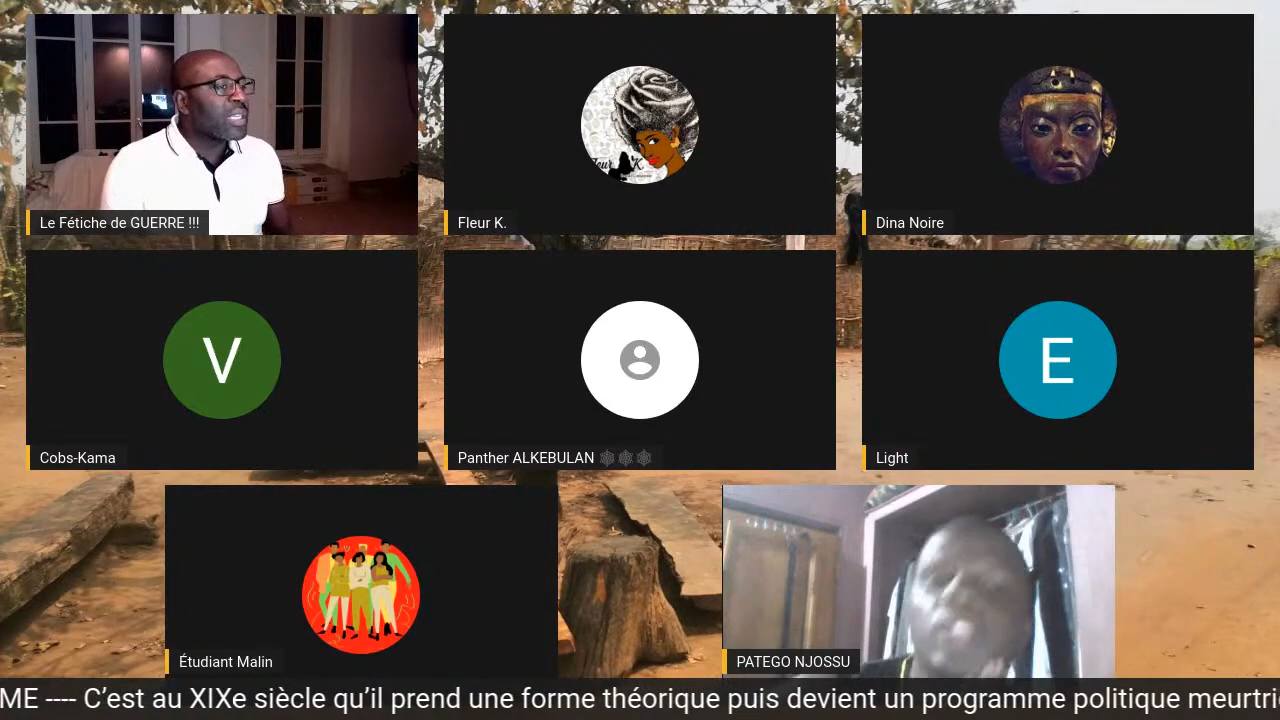 Le Fétiche de GUERRE !!!
Fleur K.
Dina Noire
V
Cobs-Kama
Panther ALKEBULAN 🕸🕸🕸
E
Light
Étudiant Malin
PATEGO NJOSSU
ME ---- C’est au XIXe siècle qu’il prend une forme théorique puis devient un programme politique meurtri